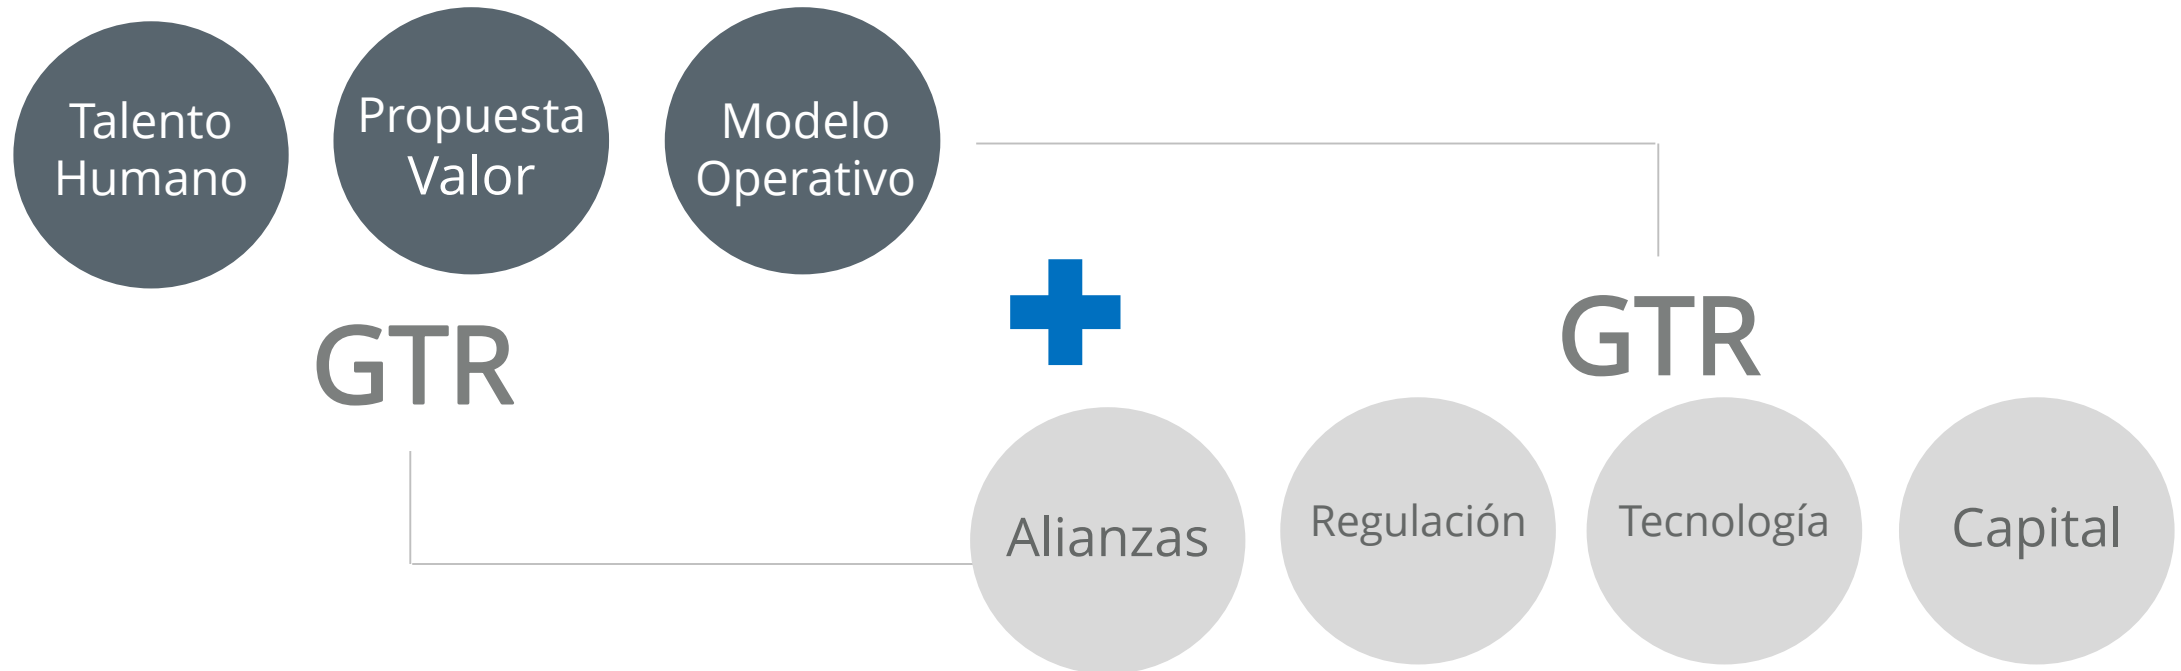 Talento
Humano
Propuesta
Valor
Modelo
Operativo
GTR
GTR
Alianzas
Regulación
Tecnología
Capital